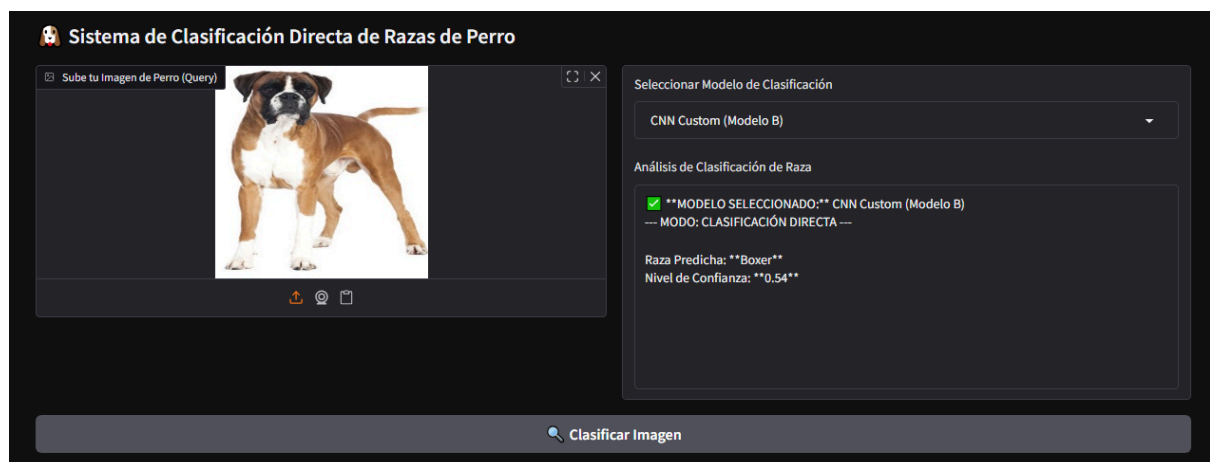 Sistema de Clasificación Directa de Razas de Perro
Sube tu Imagen de Perro (Query)
Seleccionar Modelo de Clasificación
CNN Custom (Modelo B)
Análisis de Clasificación de Raza
✅ **MODELO SELECCIONADO:** CNN Custom (Modelo B)
--- MODO: CLASIFICACIÓN DIRECTA ---
Raza Predicha: **Boxer**
Nivel de Confianza: **0.54**
🔍 Clasificar Imagen